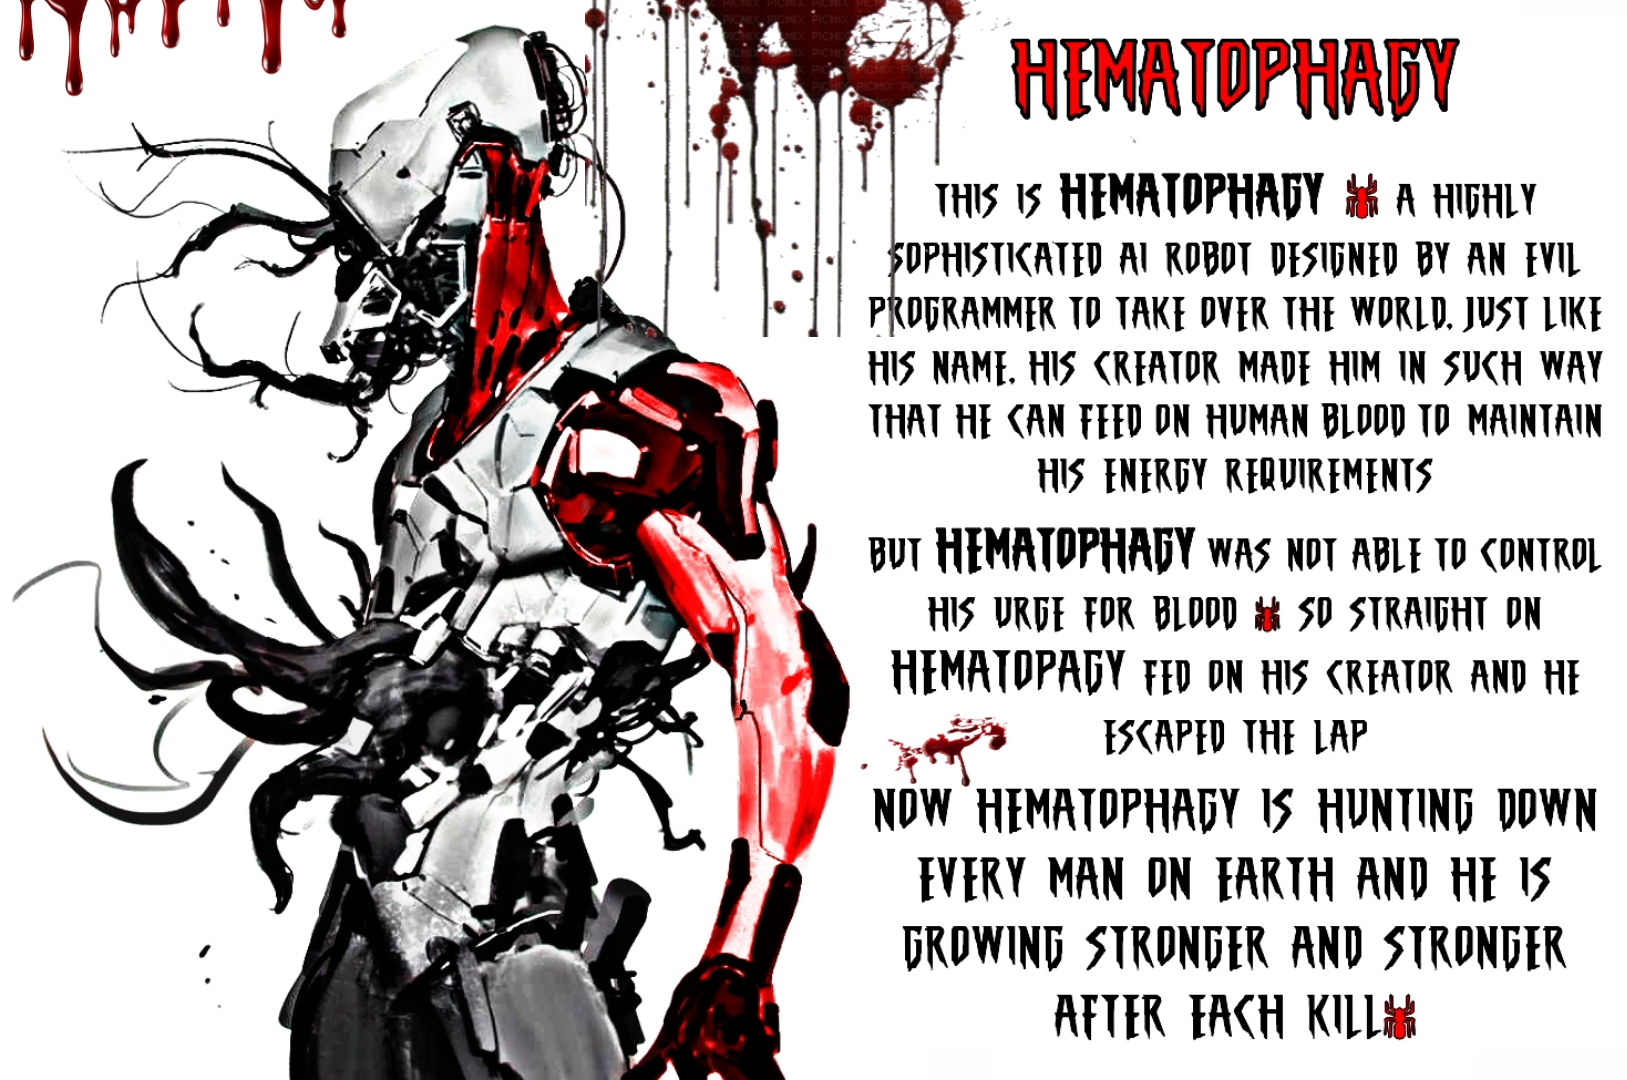 HEMATOPHAGY
THIS IS HEMATOPHAGY A HIGHLY
SOPHISTICATED AI ROBOT DESIGNED BY AN EVIL
PROGRAMMER TO TAKE OVER THE WORLD. JUST LIKE
HIS NAME. HIS CREATOR MADE HIM IN SUCH WAY
THAT HE CAN FEED ON HUMAN BLOOD TO MAINTAIN
HIS ENERGY REQUIREMENTS
BUT HEMATOPHAGY WAS NOT ABLE TO CONTROL
HIS URGE FOR BLOOD SO STRAIGHT ON
HEMATOPAGY FED ON HIS CREATOR AND HE
ESCAPED THE LAP
NOW HEMATOPHAGY IS HUNTING DOWN
EVERY MAN ON EARTH AND HE IS
GROWING STRONGER AND STRONGER
AFTER EACH KILL